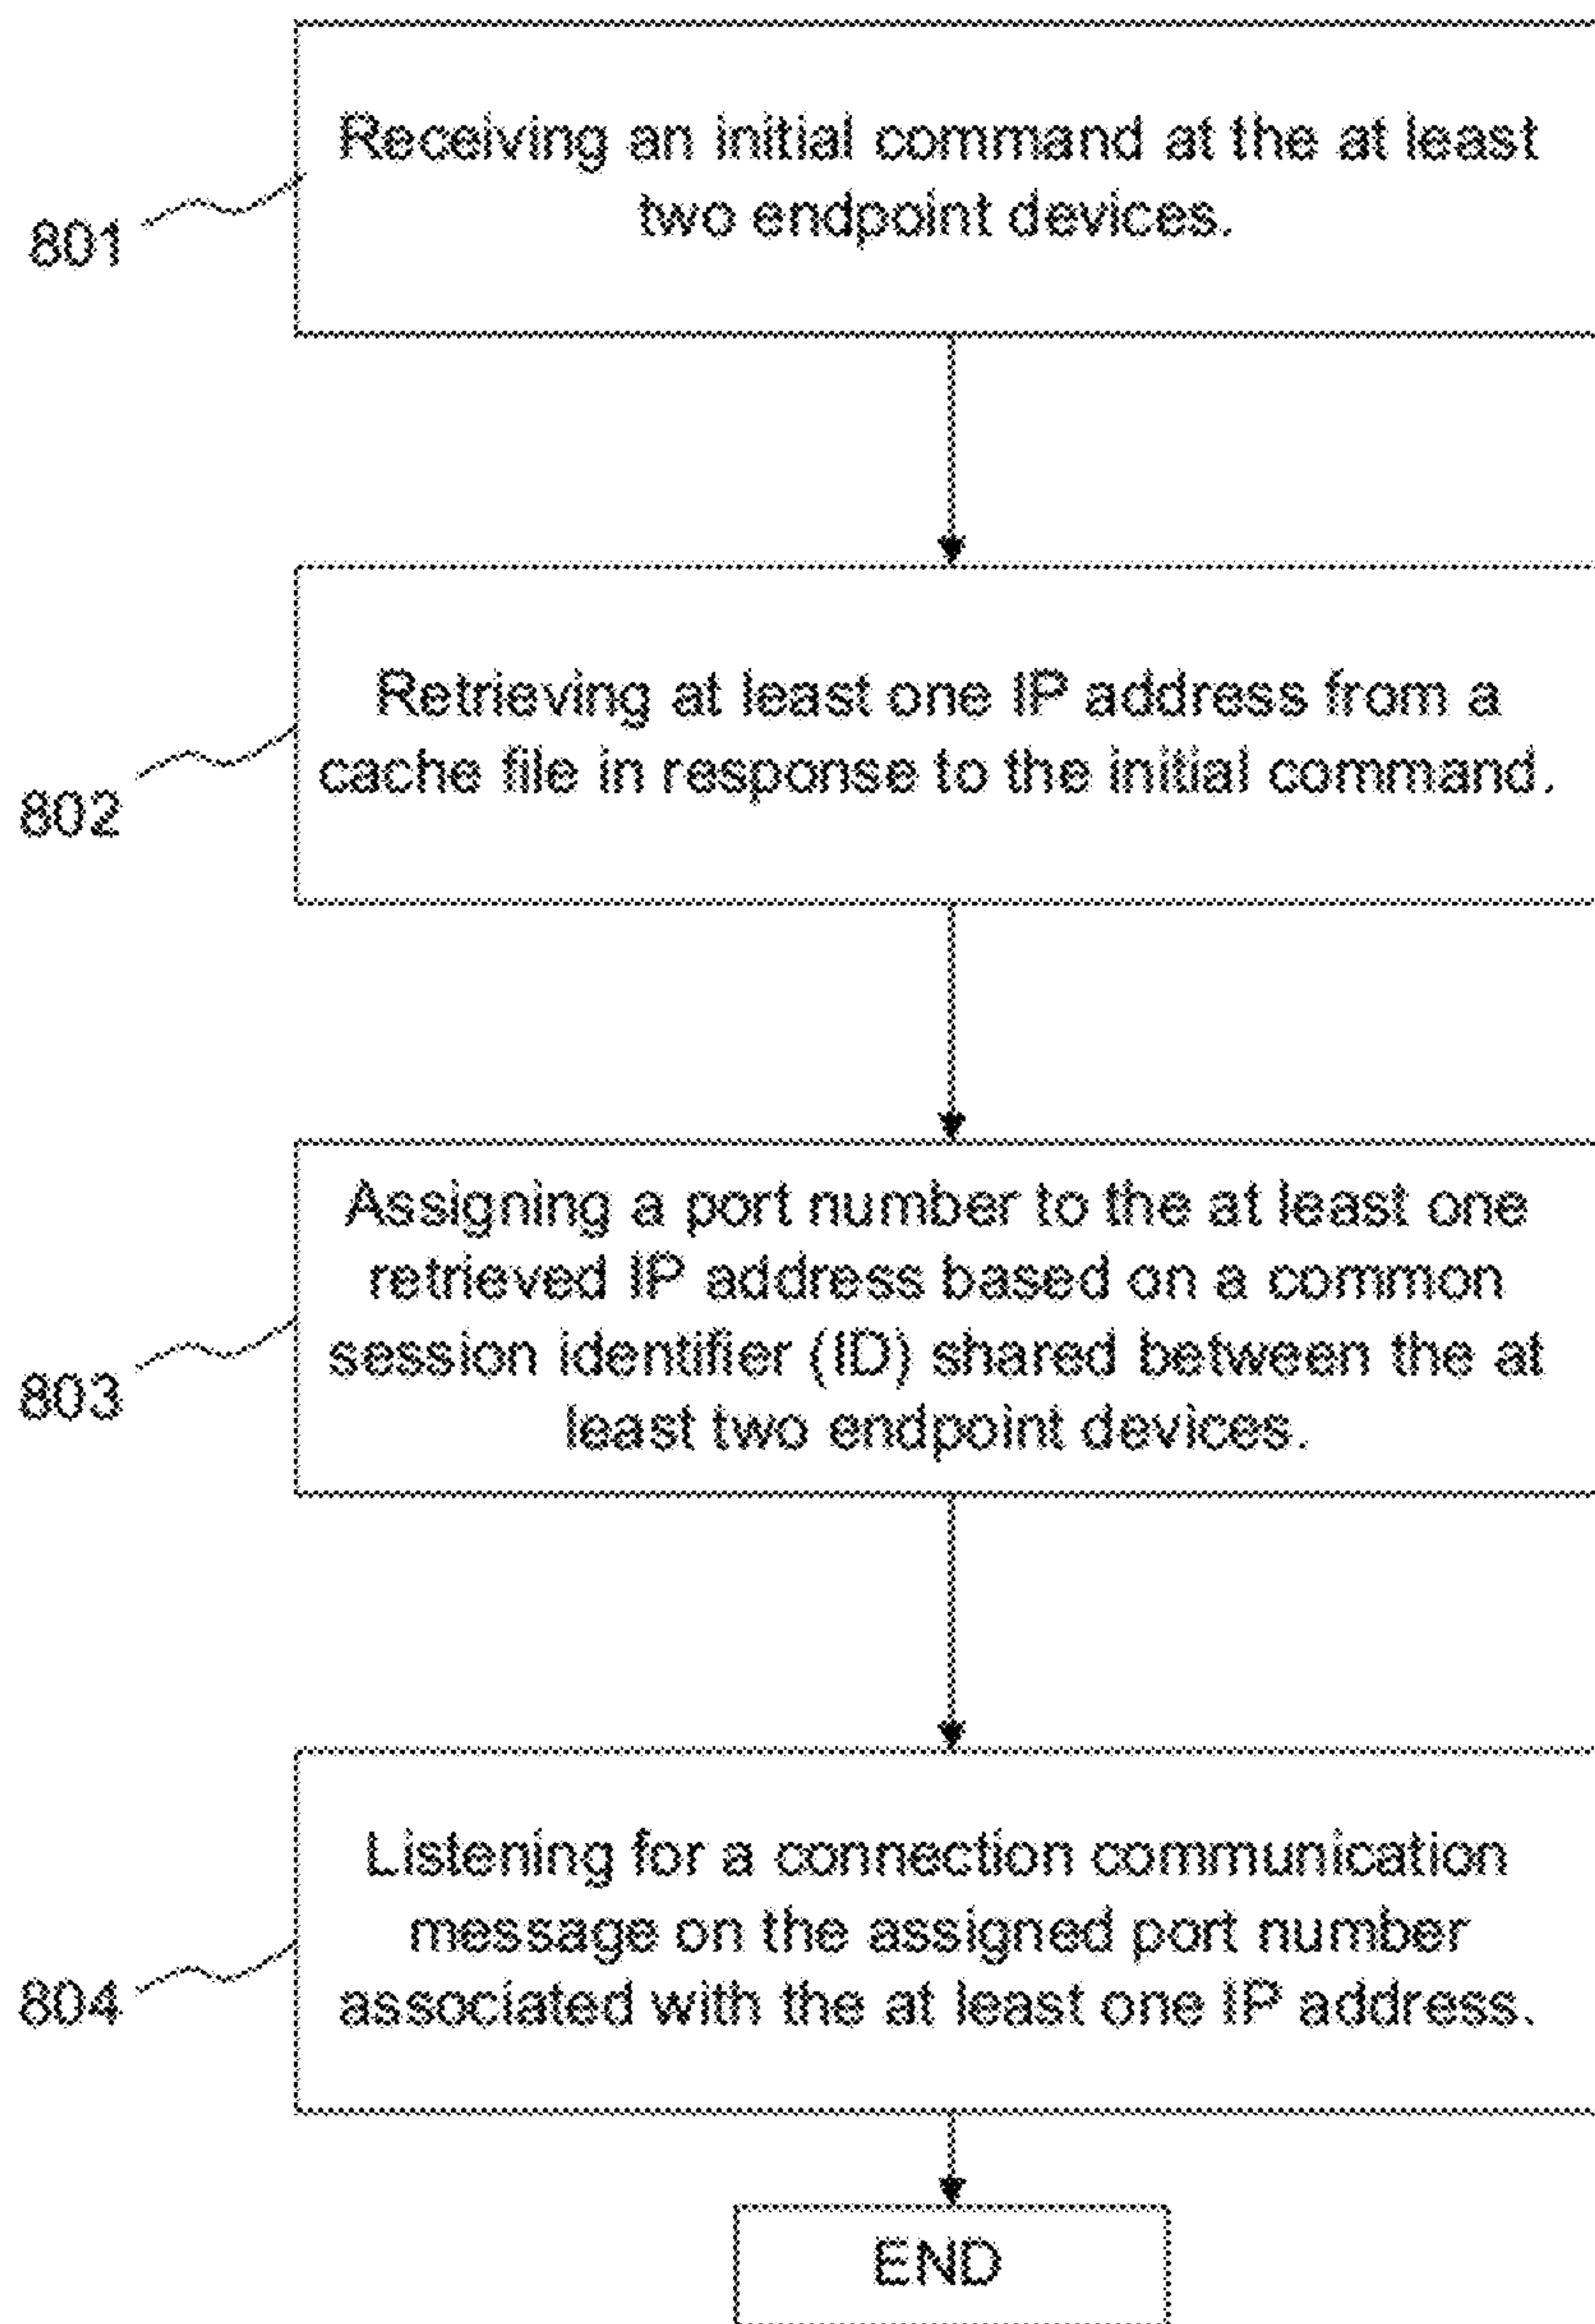 Receiving an initial command at the at least
two endpoint devices.
801
Retrieving at least one IP address from a
cache file in response to the initial command.
802
Assigning a port number to the at least one
retrieved IP address based on a common
session identifier (ID) shared between the at
least two endpoint devices.
803
Listening for a connection communication
message on the assigned port number
associated with the at least one IP address.
804
END